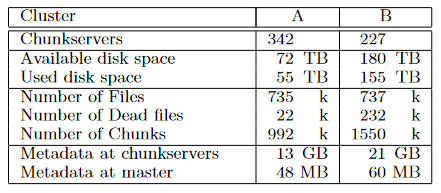 Cluster A B
Chunkservers 342 227
Available disk space 72 TB 180 TB
Used disk space 55 TB 155 TB
Number of Files 735 k 737 k
Number of Dead files 22 k 232 k
Number of Chunks 992 k 1550 k
Metadata at chunkservers 13 GB 21 GB
Metadata at master 48 MB 60 MB